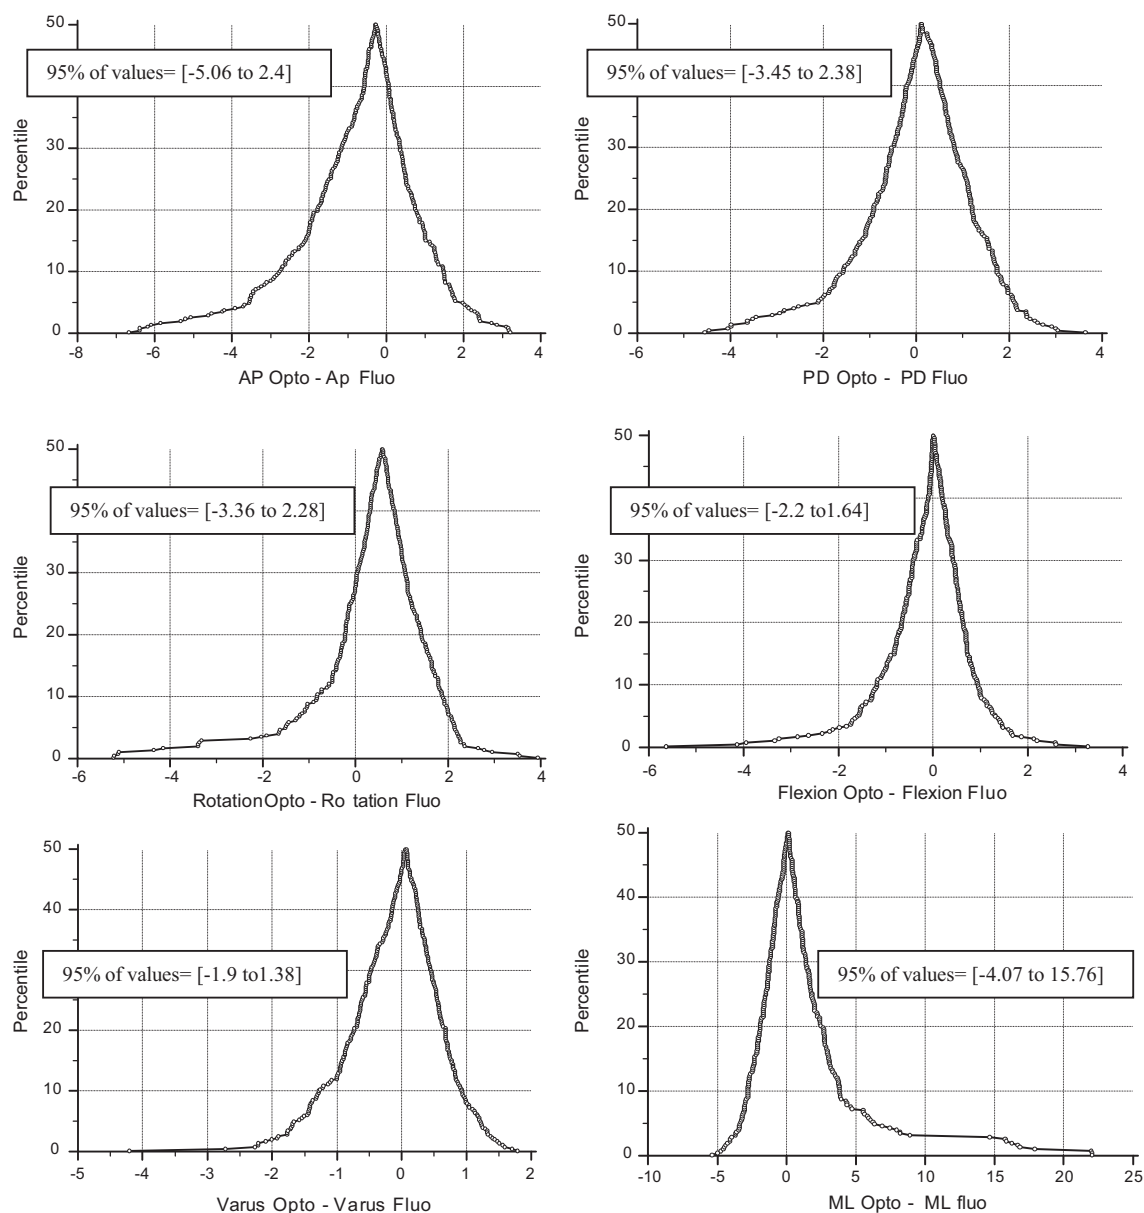 50
95% of values= [-5.06 to 2.4]
30
20
10
0
Percentile
-8 -6 -4 -2 0 2 4
AP Opto - Ap Fluo
50
95% of values= [-3.45 to 2.38]
30
20
10
0
Percentile
-4 -2 0 2 4
PD Opto - PD Fluo
50
95% of values= [-3.36 to 2.28]
30
20
10
0
Percentile
-6 -4 -2 0 2 4
RotationOpto - Ro tation Fluo
50
95% of values= [-2.2 to1.64]
30
20
10
0
Percentile
-6 -4 -2 0 2 4
Flexion Opto - Flexion Fluo
50
40
95% of values= [-1.9 to1.38]
20
10
0
Percentile
-5 -4 -3 -2 -1 0 1 2
Varus Opto - Varus Fluo
50
40
30
95% of values= [-4.07 to 15.76]
20
10
0
Percentile
-10 -5 0 5 10 15 20 25
ML Opto - ML fluo